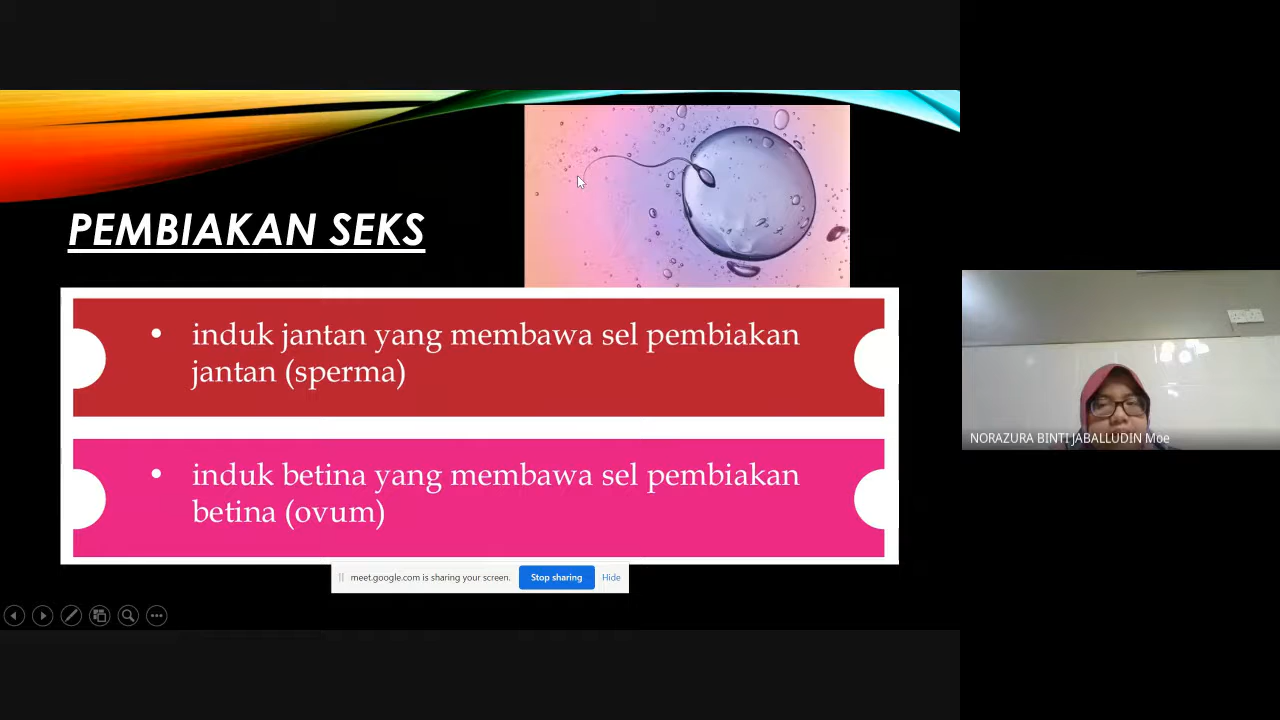 PEMBIAKAN SEKS
• induk jantan yang membawa sel pembiakan
jantan (sperma)
• induk betina yang membawa sel pembiakan
betina (ovum)
meet.google.com is sharing your screen. Stop sharing Hide
NORAZURA BINTI JABALLUDIN Moe